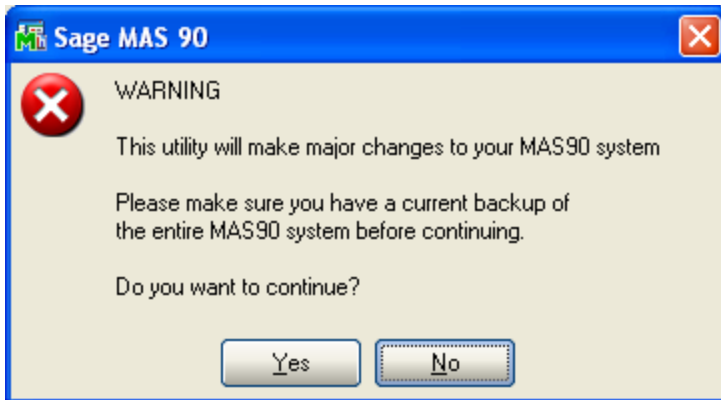 Sage MAS 90
WARNING
This utility will make major changes to your MAS90 system
Please make sure you have a current backup of
the entire MAS90 system before continuing.
Do you want to continue?
Yes
No